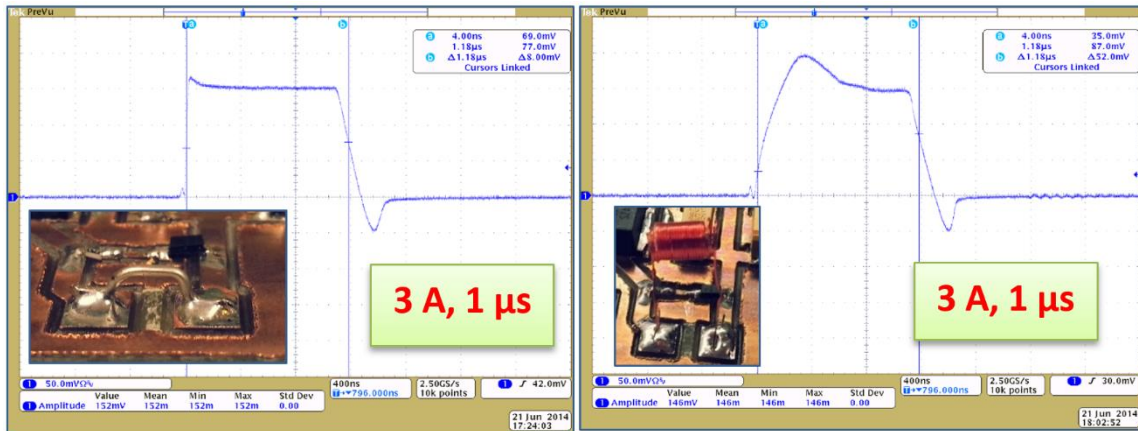 Tek PreVu
a
b
a 4.00ns 69.0mV
b 1.18µs 77.0mV
Δ1.18µs Δ8.00mV
Cursors Linked
1
3 A, 1 µs
1 50.0mVΩ
400ns
T→▼796.000ns
2.50GS/s
10k points
1 42.0mV
Value Mean Min Max Std Dev
1 Amplitude 152mV 152m 152m 152m 0.00
21 Jun 2014
17:24:03
Tek PreVu
a
b
a 4.00ns 35.0mV
b 1.18µs 87.0mV
Δ1.18µs Δ52.0mV
Cursors Linked
1
3 A, 1 µs
1 50.0mVΩ
400ns
T→▼796.000ns
2.50GS/s
10k points
1 30.0mV
Value Mean Min Max Std Dev
1 Amplitude 146mV 146m 146m 146m 0.00
21 Jun 2014
18:02:52